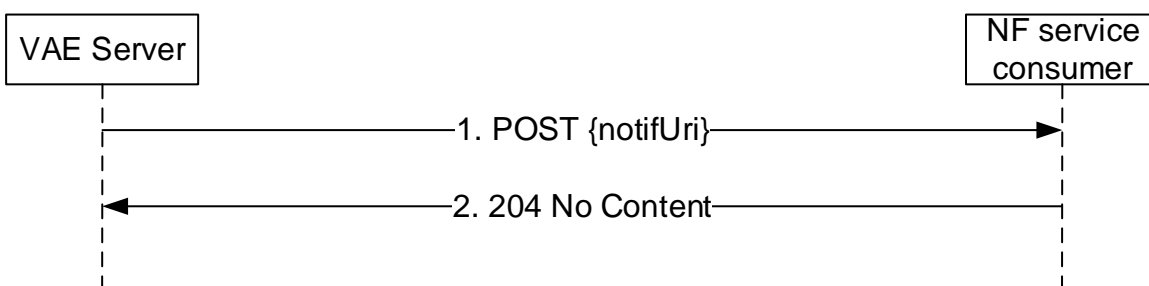 VAE Server
NF service
consumer
1. POST {notifUri}
2. 204 No Content